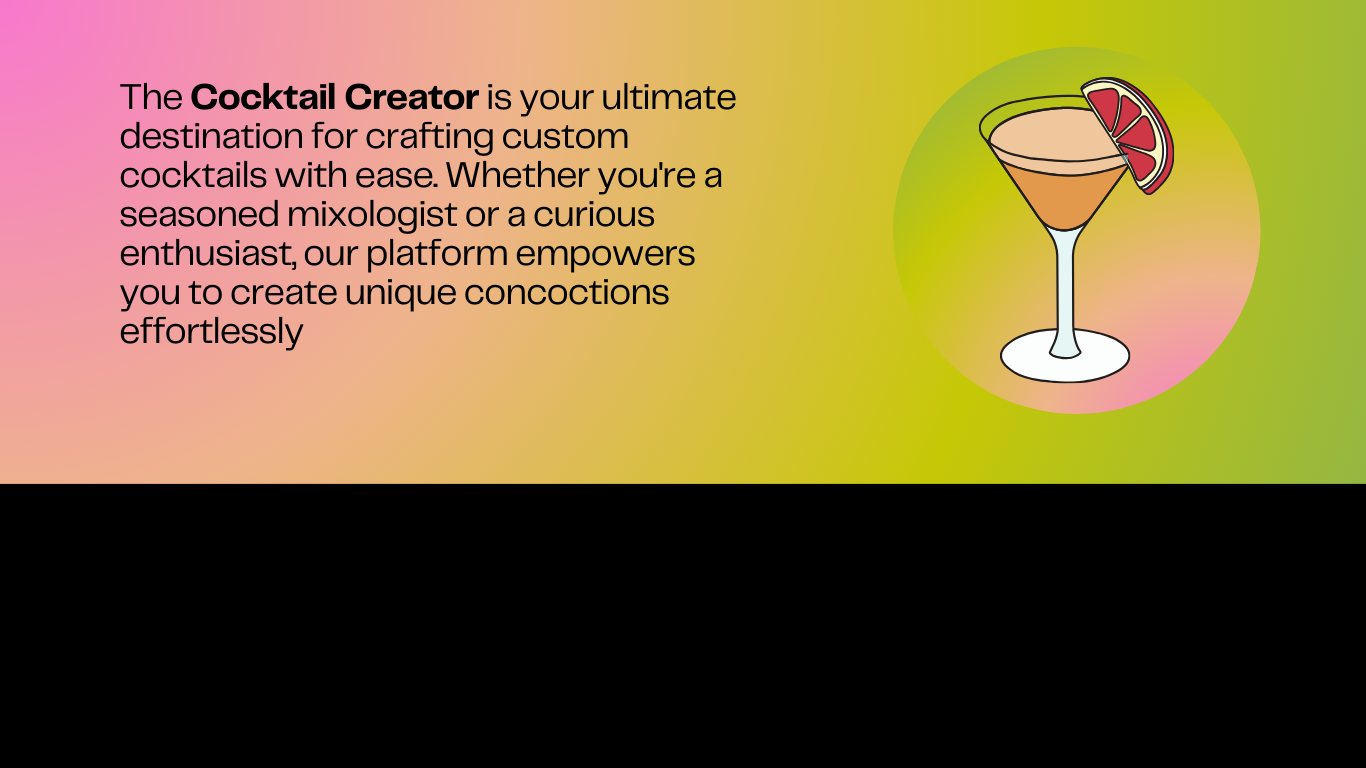 The Cocktail Creator is your ultimate
destination for crafting custom
cocktails with ease. Whether you're a
seasoned mixologist or a curious
enthusiast, our platform empowers
you to create unique concoctions
effortlessly